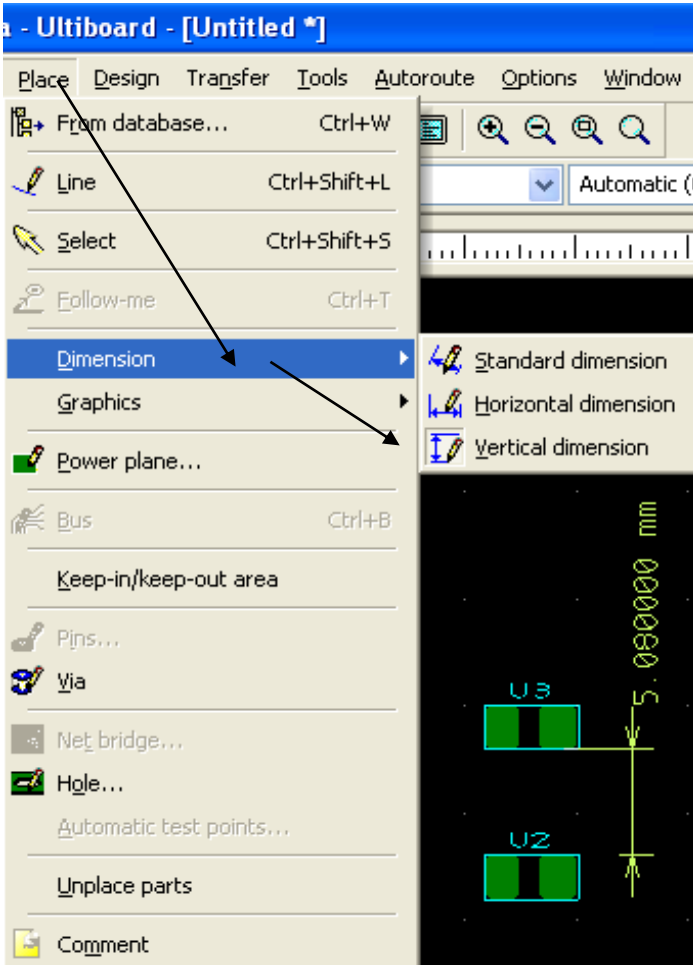 a - Ultiboard - [Untitled *]
Place Design Transfer Tools Autoroute Options Window
From database... Ctrl+W
Line Ctrl+Shift+L
Automatic (
Select Ctrl+Shift+S
Follow-me Ctrl+T
Dimension
Standard dimension
Graphics
Horizontal dimension
Vertical dimension
Power plane...
Bus Ctrl+B
Keep-in/keep-out area
5.080000 mm
Pins...
Via
U3
Net bridge...
Hole...
Automatic test points...
U2
Unplace parts
Comment